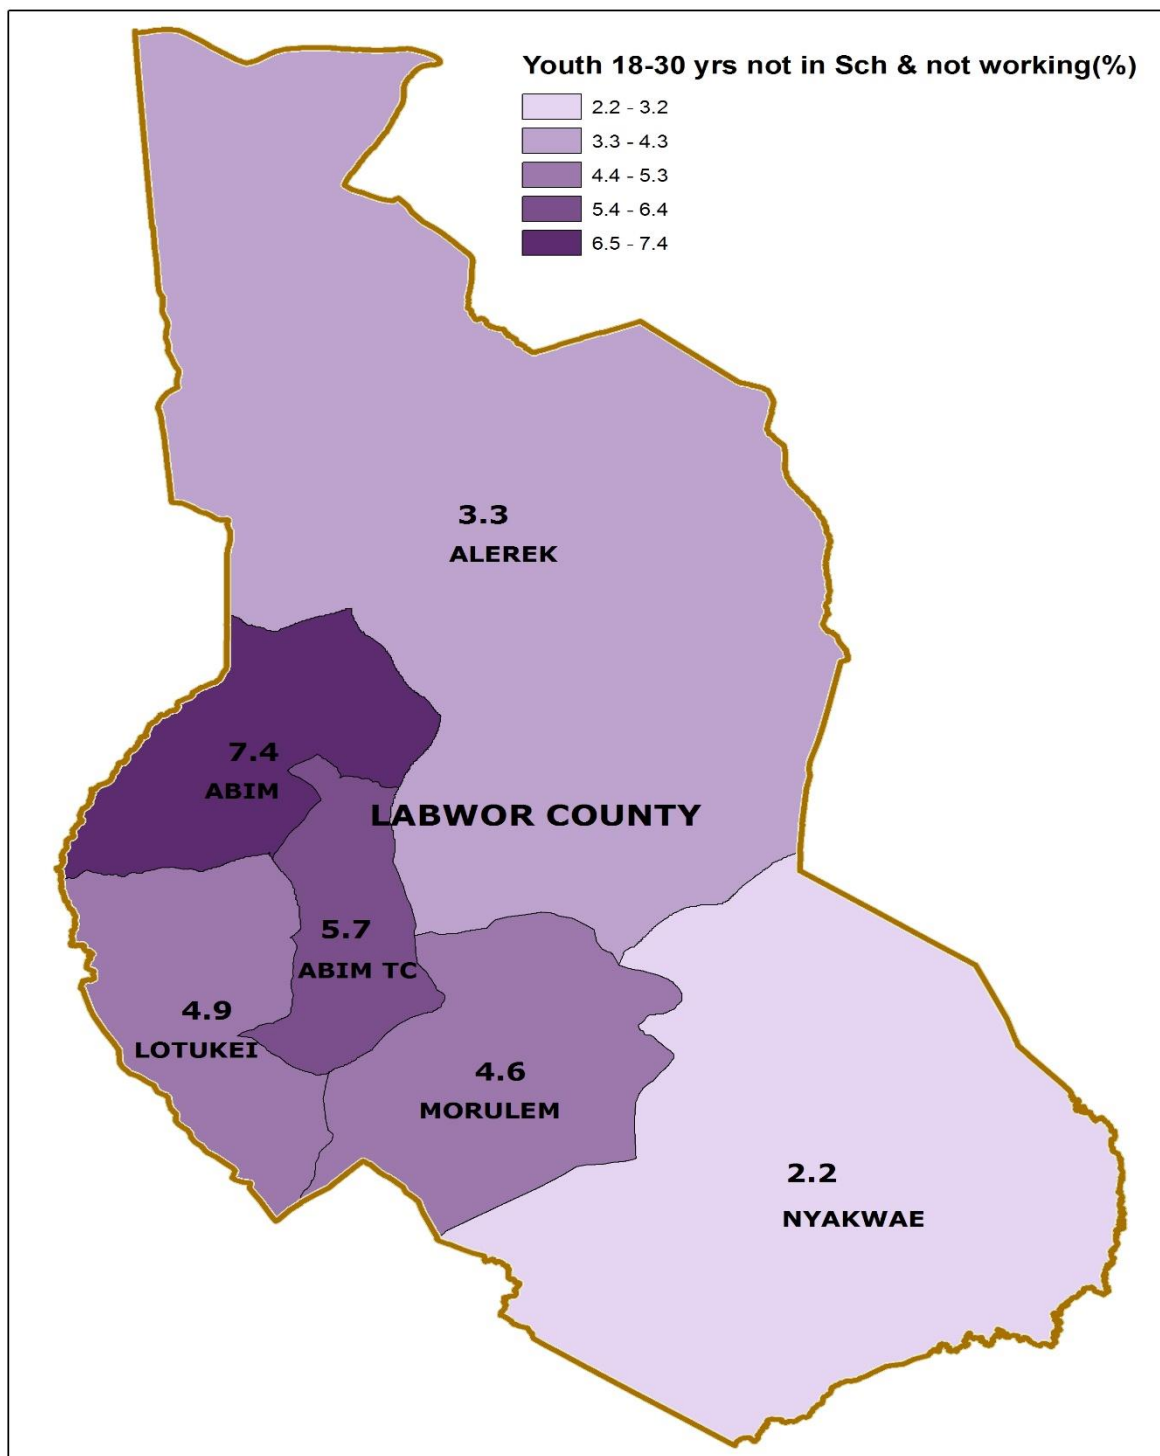 Youth 18-30 yrs not in Sch & not working(%)
2.2 - 3.2
3.3 - 4.3
4.4 - 5.3
5.4 - 6.4
6.5 - 7.4
3.3
ALEREK
7.4
ABIM
LABWOR COUNTY
5.7
ABIM TC
4.9
LOTUKEI
4.6
MORULEM
2.2
NYAKWAE